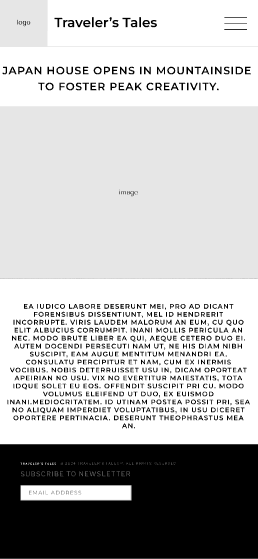 logo
Traveler's Tales
JAPAN HOUSE OPENS IN MOUNTAINSIDE
TO FOSTER PEAK CREATIVITY.
image
EA IUDICO LABORE DESERUNT MEI, PRO AD DICANT
FORENSIBUS DISSENTIUNT, MEL ID HENDRERIT
INCORRUPTE. VIRIS LAUDEM MALORUM AN EUM, CU QUO
ELIT ALBUCIUS CORRUMPIT. INANI MOLLIS PERICULA AN
NEC. MODO BRUTE LIBER EA QUI, AEQUE CETERO DUO EI.
AUTEM DOCENDI PERSECUTI NAM UT, NE HIS DIAM NIBH
SUSCIPIT, EAM AUGUE MENTITUM MENANDRI EA,
CONSULATU PERCIPITUR ET NAM, CUM EX INERMIS
VOCIBUS. NOBIS DETERRUISSET USU IN, DICAM OPORTEAT
APEIRIAN NO USU. VIX NO EVERTITUR MAIESTATIS, TOTA
IDQUE SOLET EU EOS. OFFENDIT SUSCIPIT PRI CU. MODO
VOLUMUS ELEIFEND UT DUO, EX EUISMOD
INANI.MEDIOCRITATEM. ID UTINAM POSTEA POSSIT PRI, SEA
NO ALIQUAM IMPERDIET VOLUPTATIBUS, IN USU DICERET
OPORTERE PERTINACIA. DESERUNT THEOPHRASTUS MEA
AN.
TRAVELER'S TALES © 2024 TRAVELER'S TALES. ALL RIGHTS RESERVED
SUBSCRIBE TO NEWSLETTER
EMAIL ADDRESS